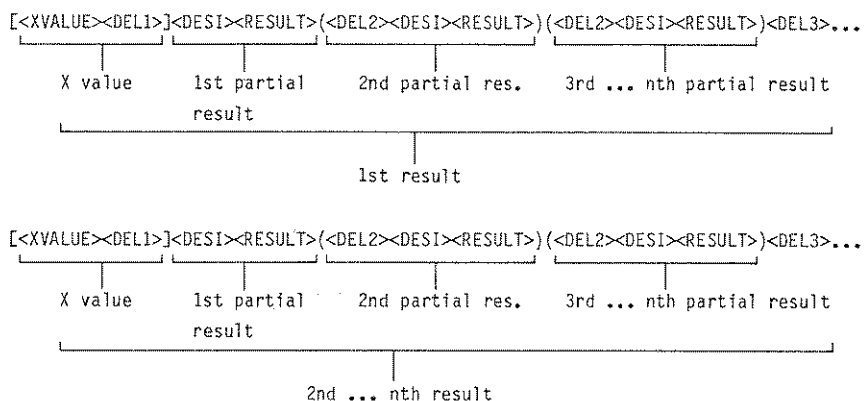 [<XVALUE><DEL1>]<DESI><RESULT>(<DEL2><DESI><RESULT>)(<DEL2><DESI><RESULT>)<DEL3>...
X value 1st partial 2nd partial res. 3rd ... nth partial result
result
1st result
[<XVALUE><DEL1>]<DESI><RESULT>(<DEL2><DESI><RESULT>)(<DEL2><DESI><RESULT>)<DEL3>...
X value 1st partial 2nd partial res. 3rd ... nth partial result
result
2nd ... nth result